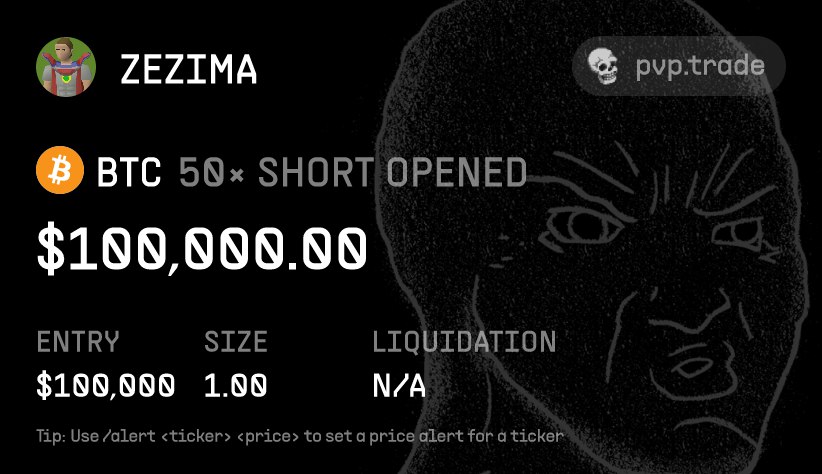 ZEZIMA
pvp.trade
BTC 50× SHORT OPENED
$100,000.00
ENTRY SIZE LIQUIDATION
$100,000 1.00 N/A
Tip: Use /alert <ticker> <price> to set a price alert for a ticker